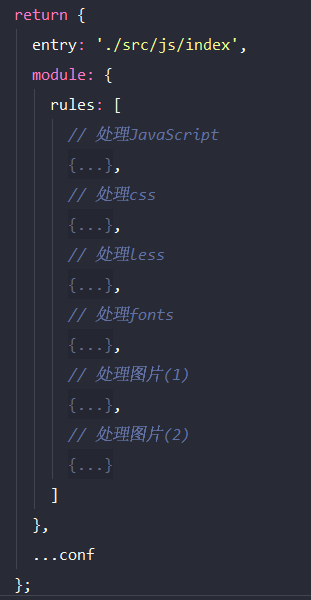 return {
entry: './src/js/index',
module: {
rules: [
// 处理JavaScript
{...},
// 处理css
{...},
// 处理less
{...},
// 处理fonts
{...},
// 处理图片(1)
{...},
// 处理图片(2)
{...}
]
},
...conf
};